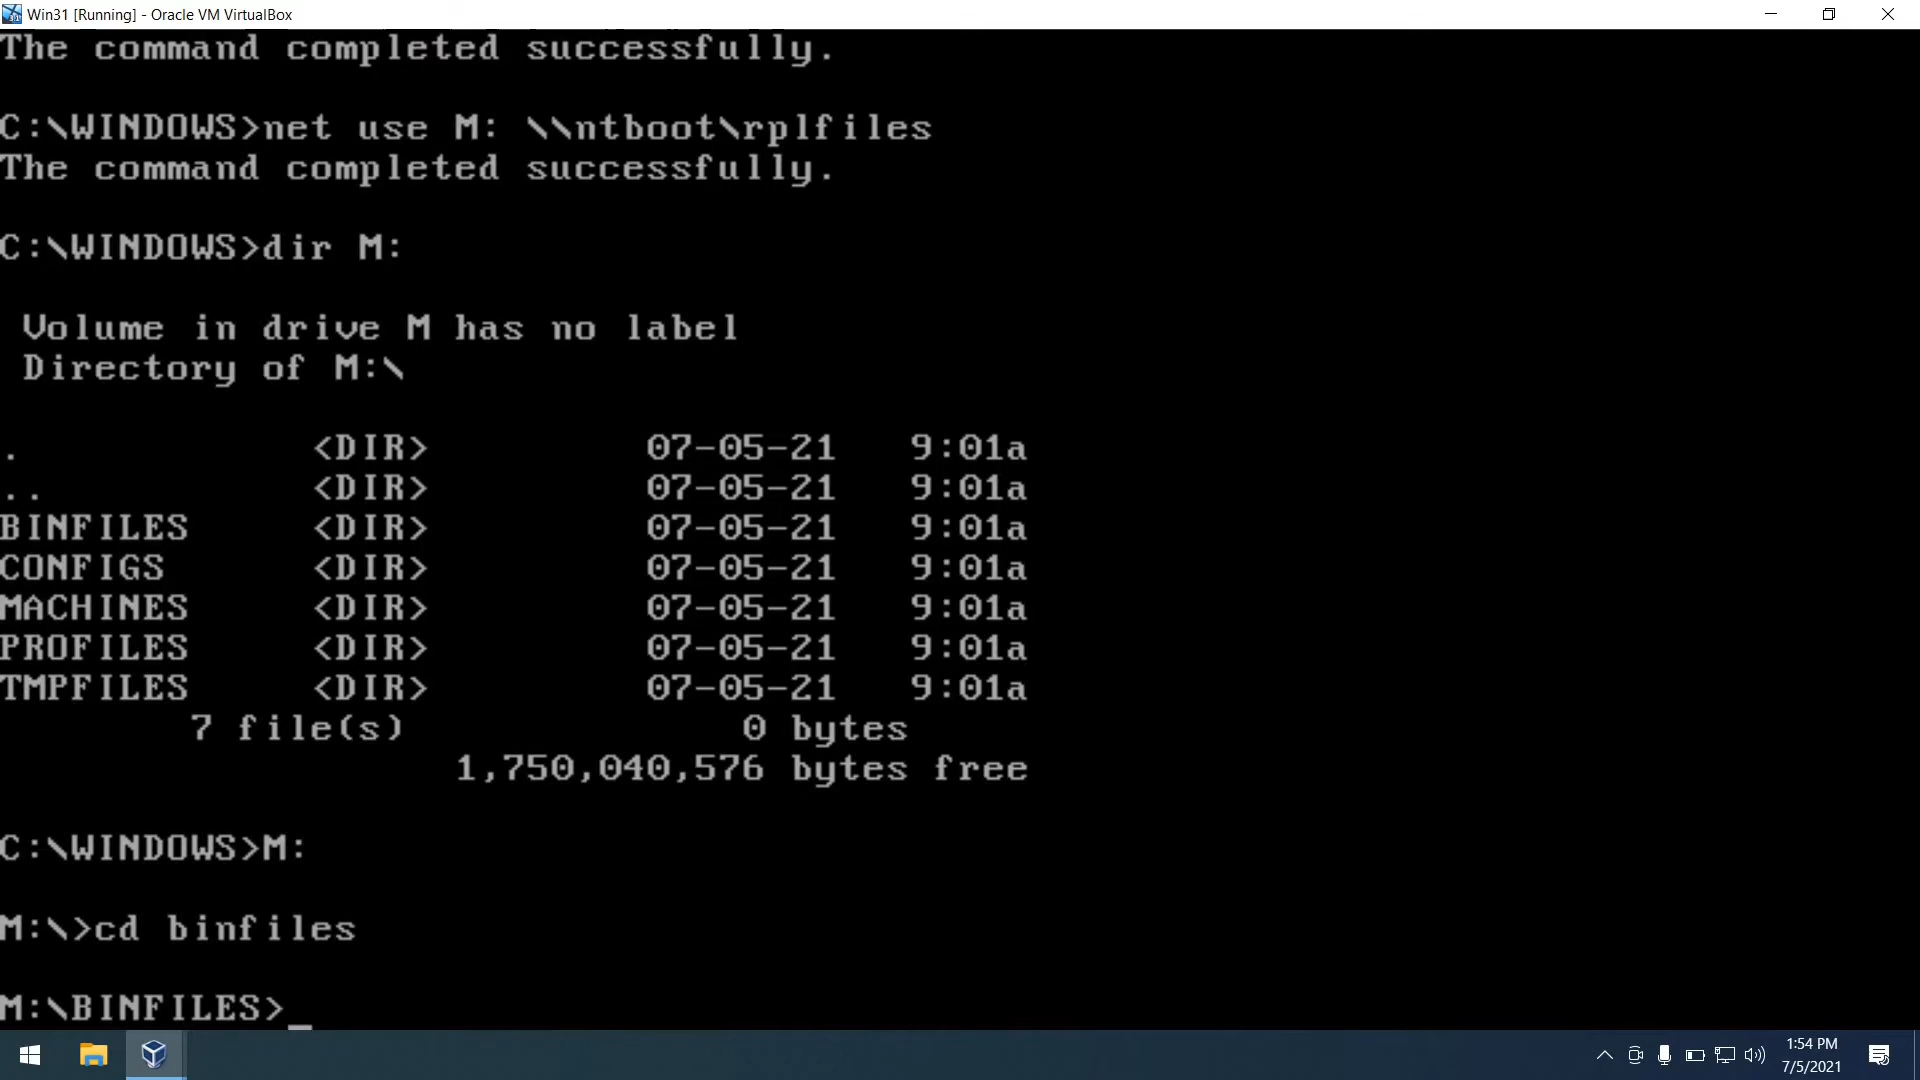 Win31 [Running] - Oracle VM VirtualBox
The command completed successfully.
C:\WINDOWS>net use M: \\ntboot\rplfiles
The command completed successfully.
C:\WINDOWS>dir M:
Volume in drive M has no label
Directory of M:\
. <DIR> 07-05-21 9:01a
.. <DIR> 07-05-21 9:01a
BINFILES <DIR> 07-05-21 9:01a
CONFIGS <DIR> 07-05-21 9:01a
MACHINES <DIR> 07-05-21 9:01a
PROFILES <DIR> 07-05-21 9:01a
TMPFILES <DIR> 07-05-21 9:01a
7 file(s) 0 bytes
1,750,040,576 bytes free
C:\WINDOWS>M:
M:\>cd binfiles
M:\BINFILES>_
1:54 PM
7/5/2021